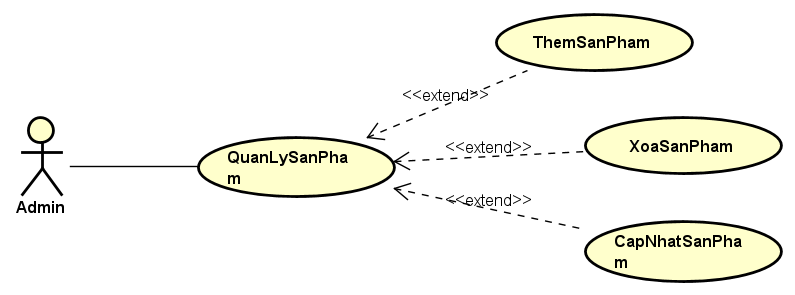 ThemSanPham
<<extend>>
<<extend>>
XoaSanPham
QuanLySanPha
m
Admin
<<extend>>
CapNhatSanPha
m